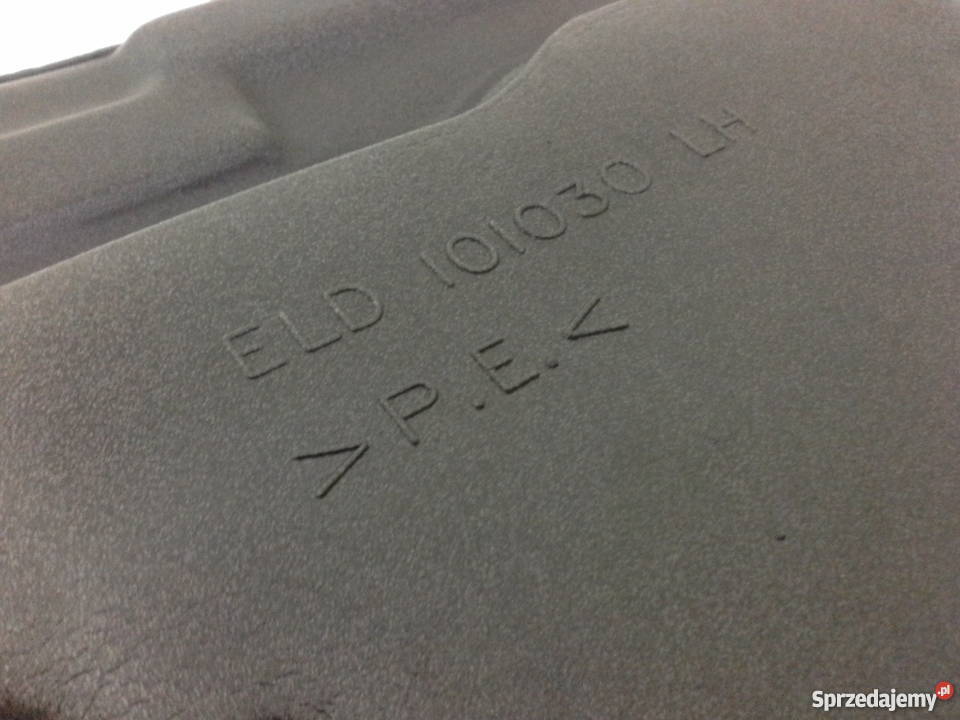 ELD 101030 LH
>P.E.<
Sprzedajemy.pl